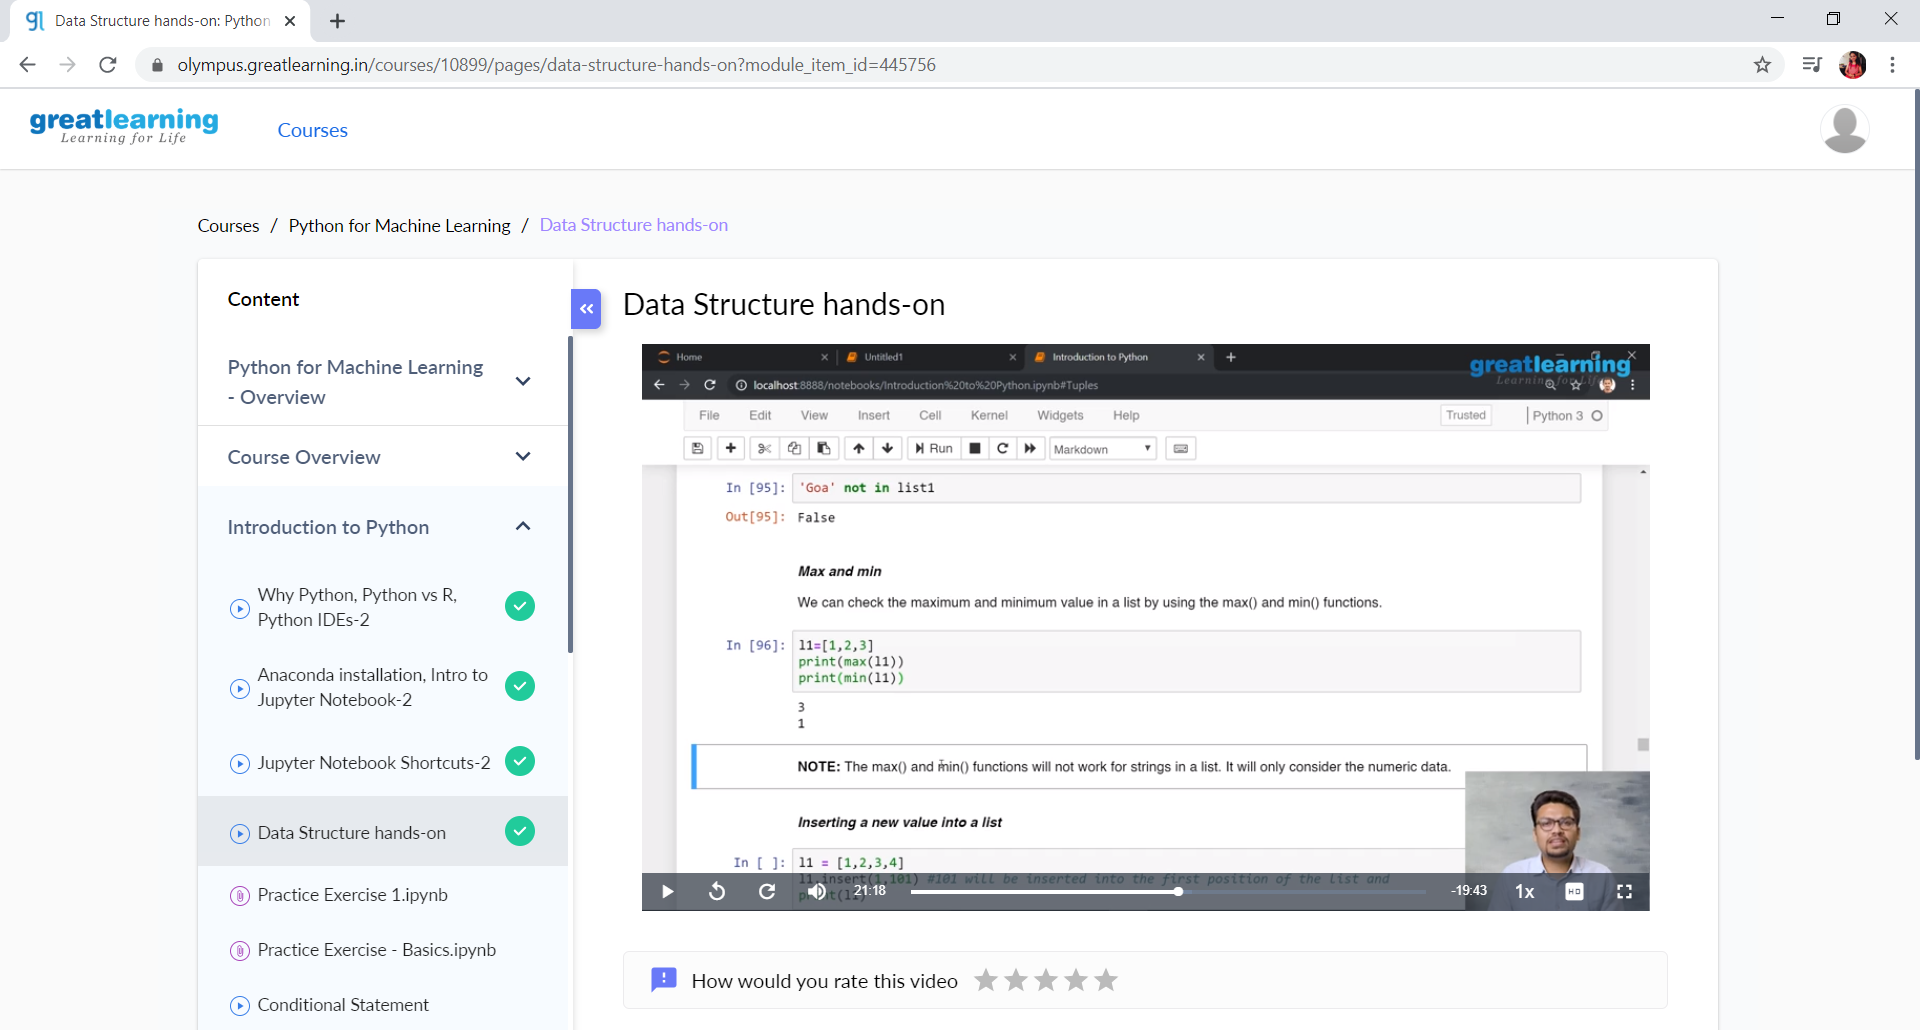 Data Structure hands-on: Python
olympus.greatlearning.in/courses/10899/pages/data-structure-hands-on?module_item_id=445756
greatlearning
Learning for Life
Courses
Courses / Python for Machine Learning / Data Structure hands-on
Content
Python for Machine Learning
- Overview
Course Overview
Introduction to Python
Why Python, Python vs R,
Python IDEs-2
Anaconda installation, Intro to
Jupyter Notebook-2
Jupyter Notebook Shortcuts-2
Data Structure hands-on
Practice Exercise 1.ipynb
Practice Exercise - Basics.ipynb
Conditional Statement
Data Structure hands-on
Home Untitled1 Introduction to Python
localhost:8888/notebooks/Introduction%20to%20Python.ipynb#Tuples
greatlearning
Learning for Life
File Edit View Insert Cell Kernel Widgets Help Trusted Python 3
Run Markdown
In [95]: 'Goa' not in list1
Out[95]: False
Max and min
We can check the maximum and minimum value in a list by using the max() and min() functions.
In [96]: l1=[1,2,3]
print(max(l1))
print(min(l1))
3
1
NOTE: The max() and min() functions will not work for strings in a list. It will only consider the numeric data.
Inserting a new value into a list
In [ ]: l1 = [1,2,3,4]
l1.insert(1,101) #101 will be inserted into the first position of the list and
print(l1)
21:18 -19:43 1x HD
How would you rate this video